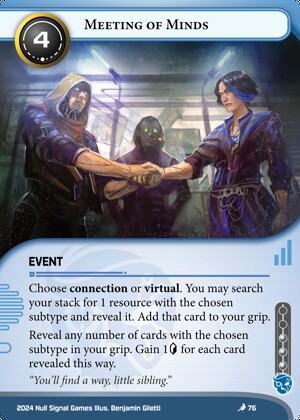 4
MEETING OF MINDS
EVENT
Choose connection or virtual. You may search
your stack for 1 resource with the chosen
subtype and reveal it. Add that card to your grip.
Reveal any number of cards with the chosen
subtype in your grip. Gain 1 for each card
revealed this way.
“You’ll find a way, little sibling.”
2024 Null Signal Games Illus. Benjamin Giletti
76